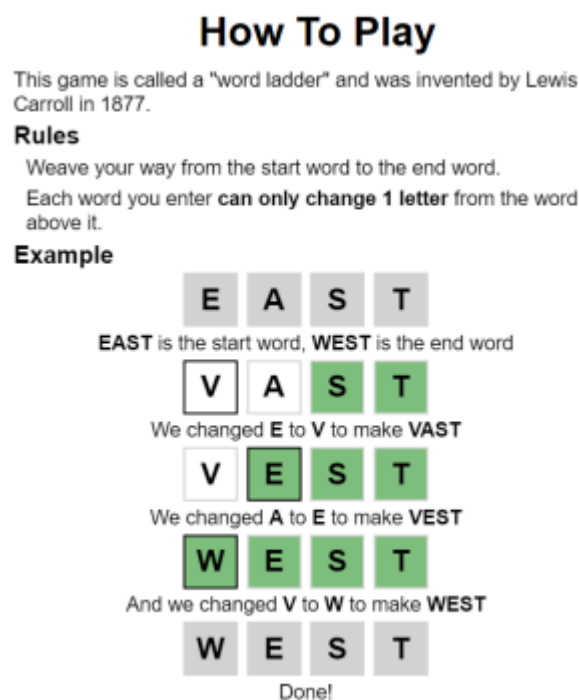 How To Play
This game is called a "word ladder" and was invented by Lewis
Carroll in 1877.
Rules
Weave your way from the start word to the end word.
Each word you enter can only change 1 letter from the word
above it.
Example
E A S T
EAST is the start word, WEST is the end word
V A S T
We changed E to V to make VAST
V E S T
We changed A to E to make VEST
W E S T
And we changed V to W to make WEST
W E S T
Done!